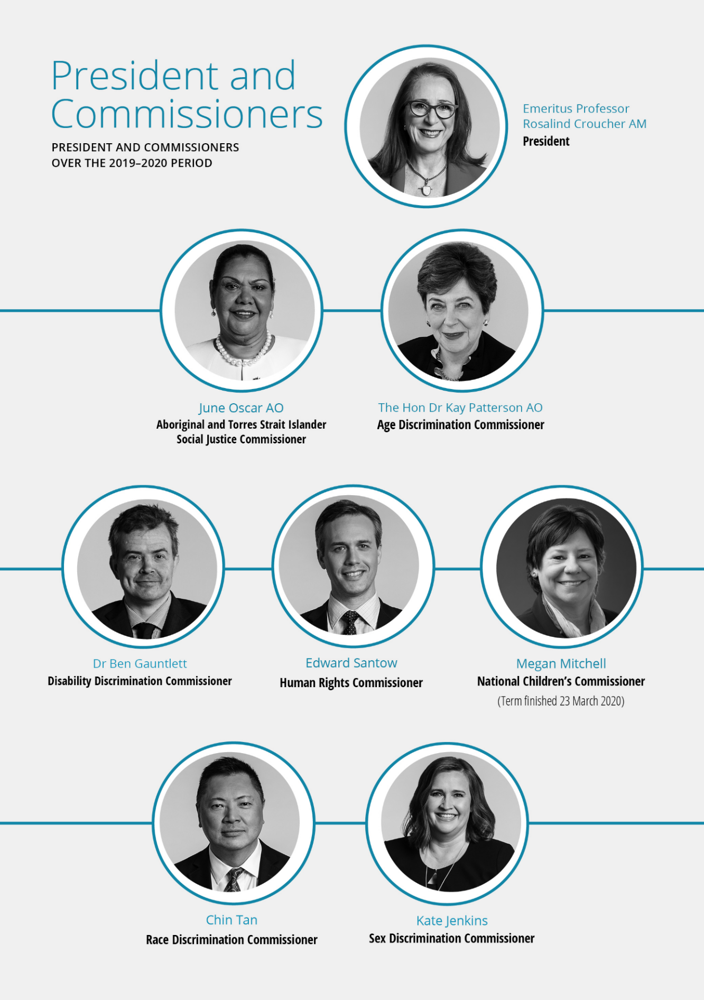 President and
Commissioners
PRESIDENT AND COMMISSIONERS
OVER THE 2019–2020 PERIOD
Emeritus Professor
Rosalind Croucher AM
President
June Oscar AO
Aboriginal and Torres Strait Islander
Social Justice Commissioner
The Hon Dr Kay Patterson AO
Age Discrimination Commissioner
Dr Ben Gauntlett
Disability Discrimination Commissioner
Edward Santow
Human Rights Commissioner
Megan Mitchell
National Children’s Commissioner
(Term finished 23 March 2020)
Chin Tan
Race Discrimination Commissioner
Kate Jenkins
Sex Discrimination Commissioner